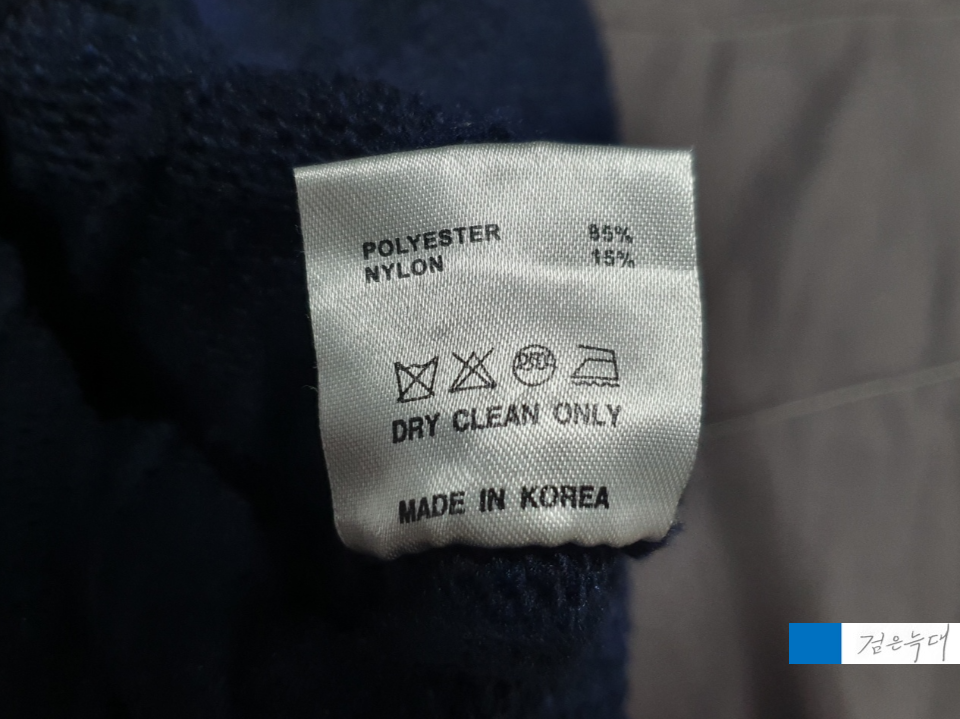 POLYESTER 85%
NYLON 15%
DRY
DRY CLEAN ONLY
MADE IN KOREA
검은늑대